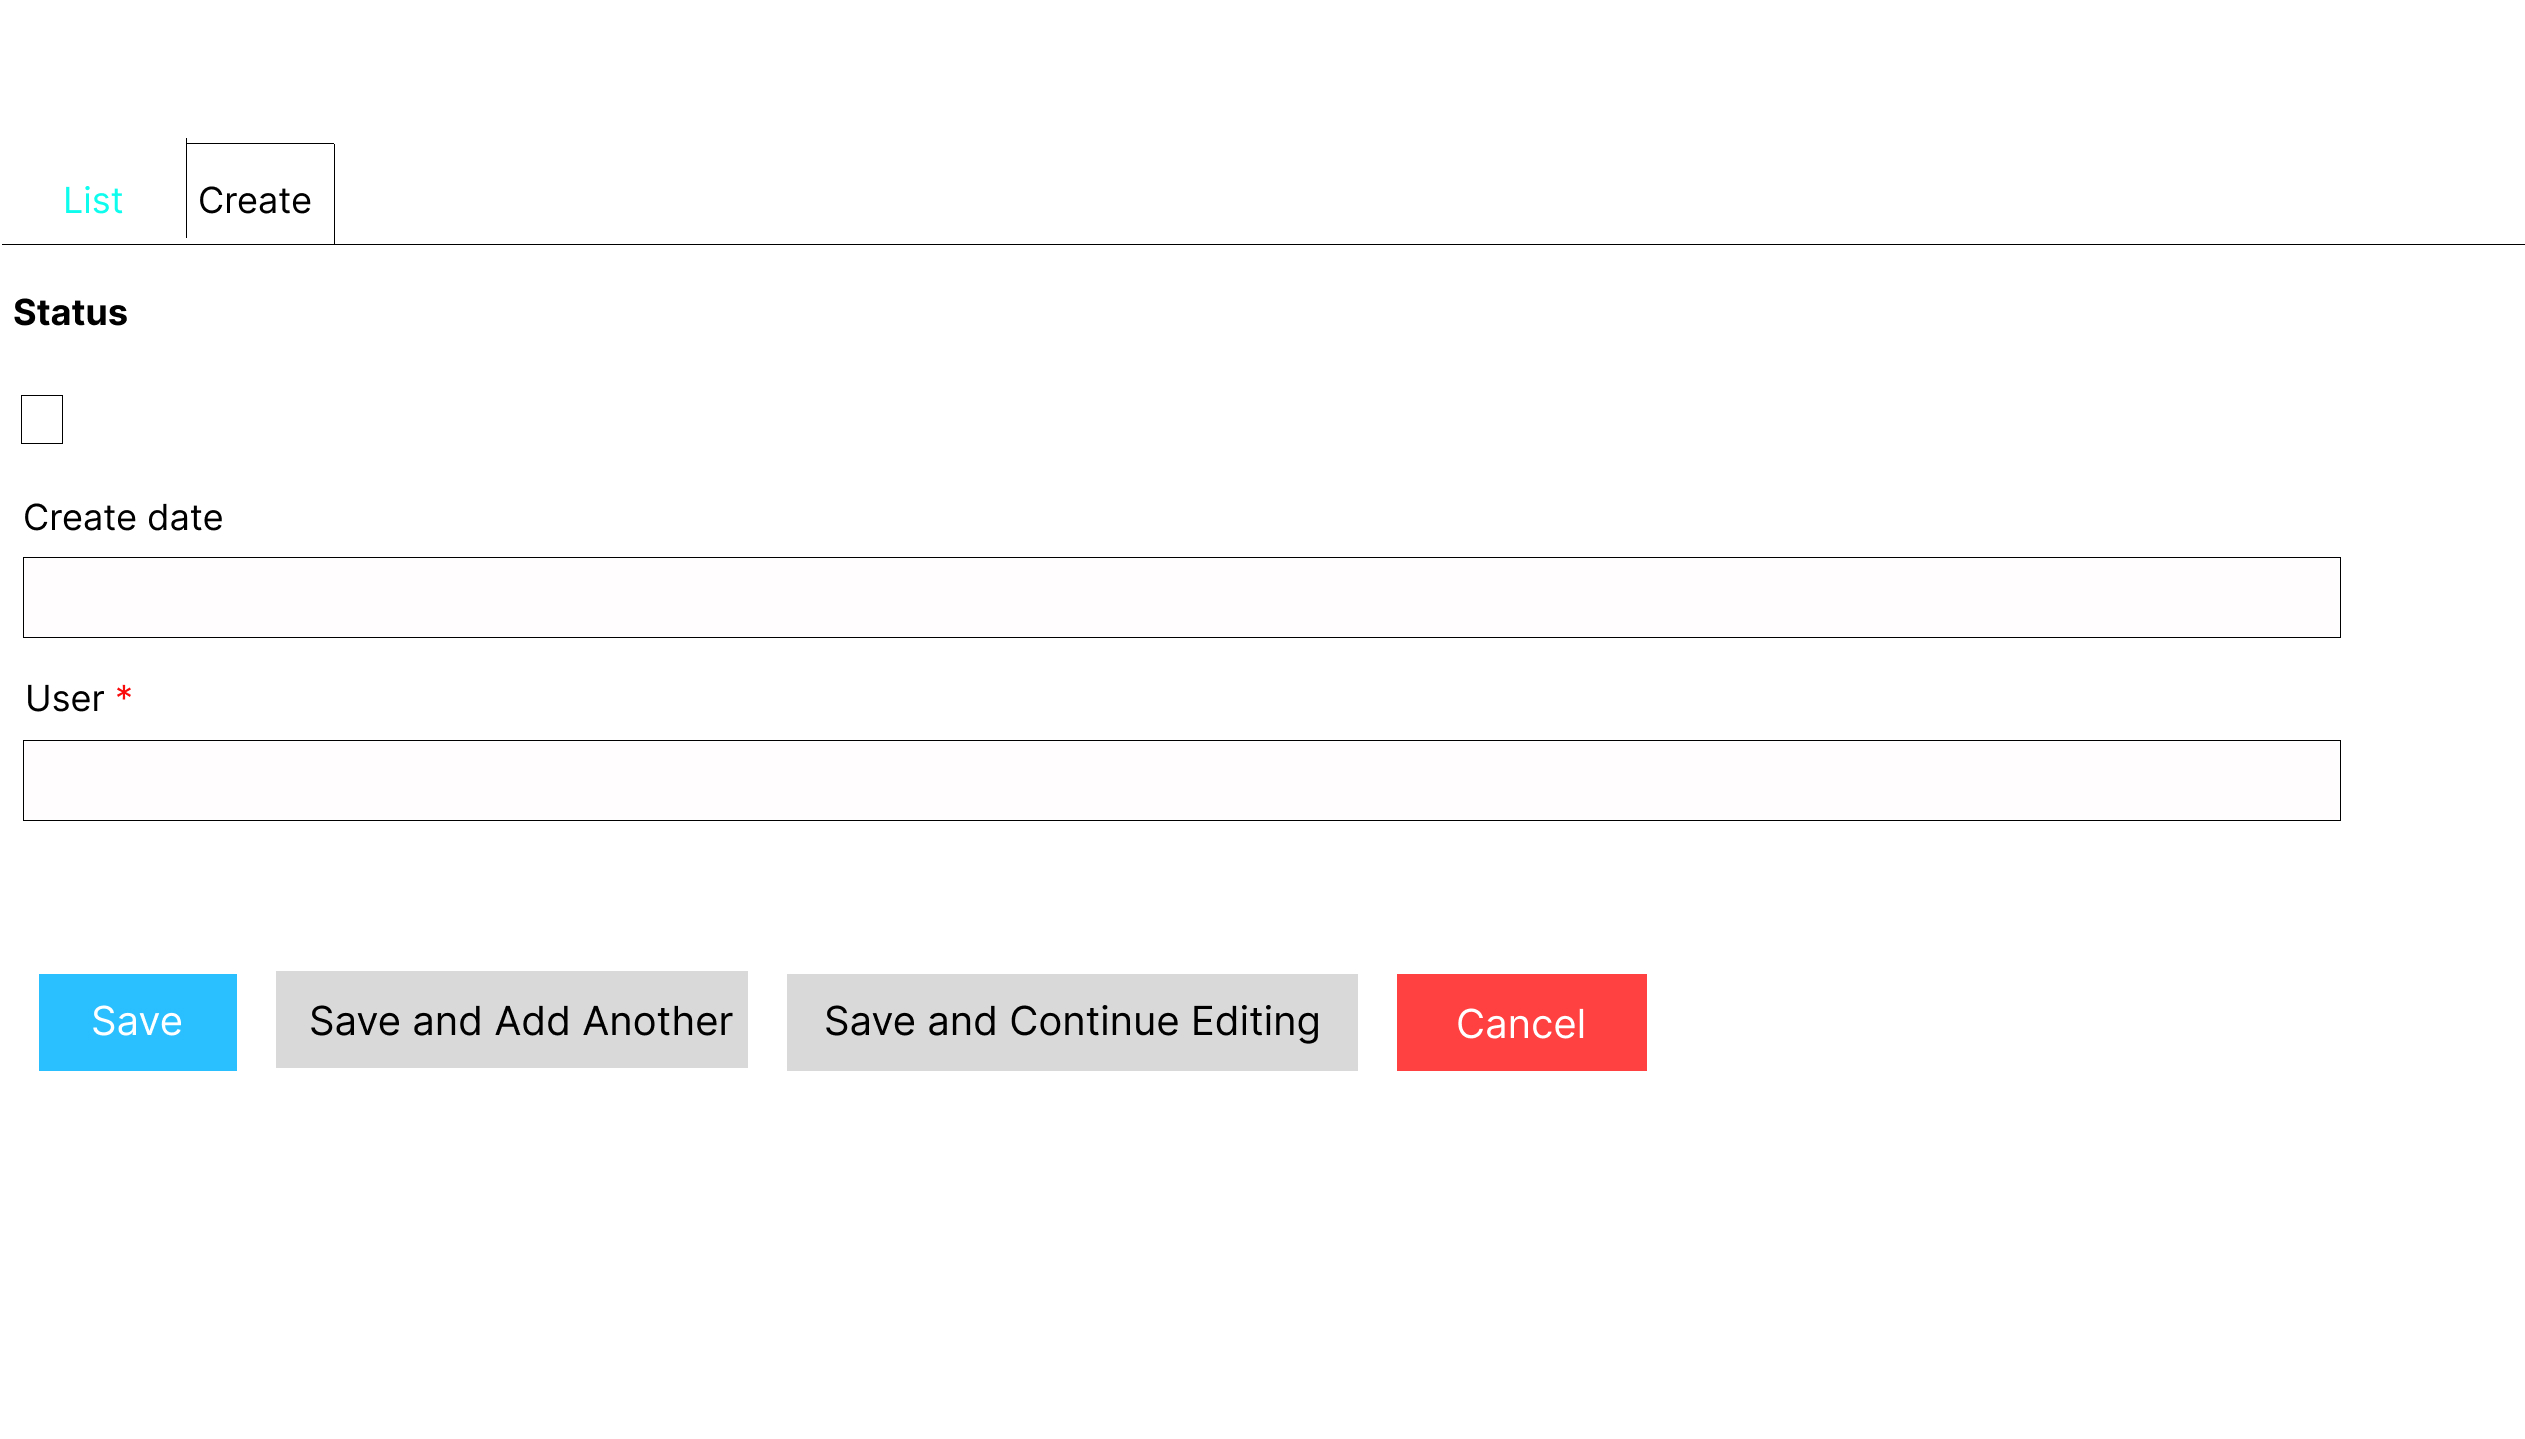 List Create
Status
Create date
User *
Save Save and Add Another Save and Continue Editing Cancel